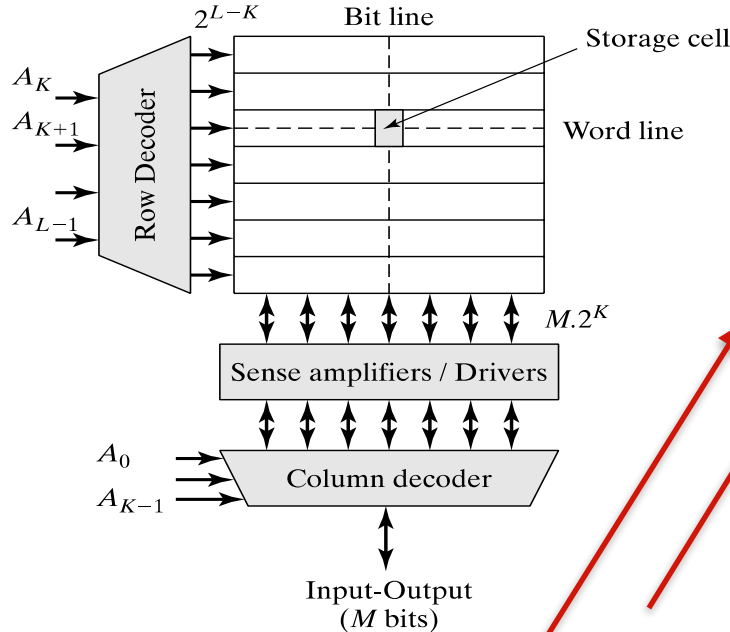 2^{L-K}
Bit line
Storage cell
A_K
A_{K+1}
Word line
A_{L-1}
Row Decoder
M.2^K
Sense amplifiers / Drivers
A_0
Column decoder
A_{K-1}
Input-Output
(M bits)